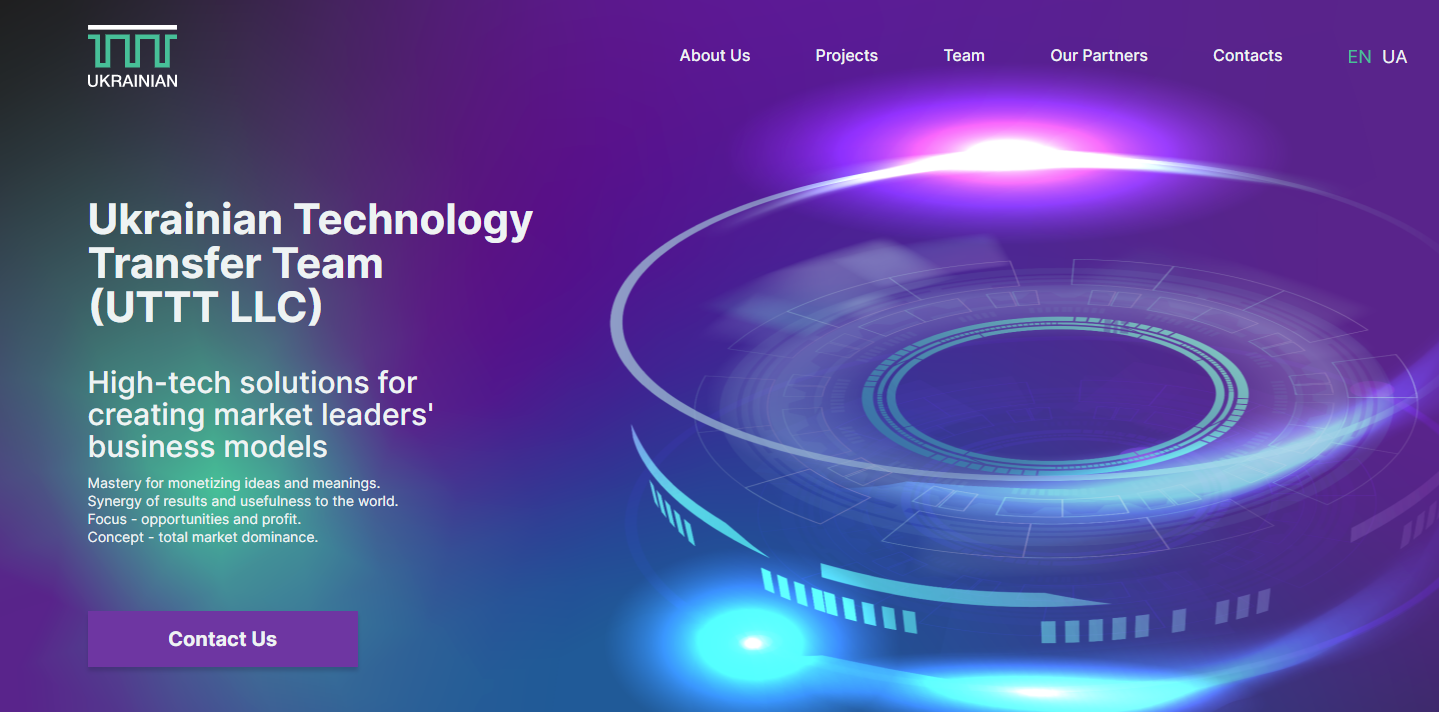 UKRAINIAN
About Us Projects Team Our Partners Contacts EN UA
Ukrainian Technology
Transfer Team
(UTTT LLC)
High-tech solutions for
creating market leaders'
business models
Mastery for monetizing ideas and meanings.
Synergy of results and usefulness to the world.
Focus - opportunities and profit.
Concept - total market dominance.
Contact Us